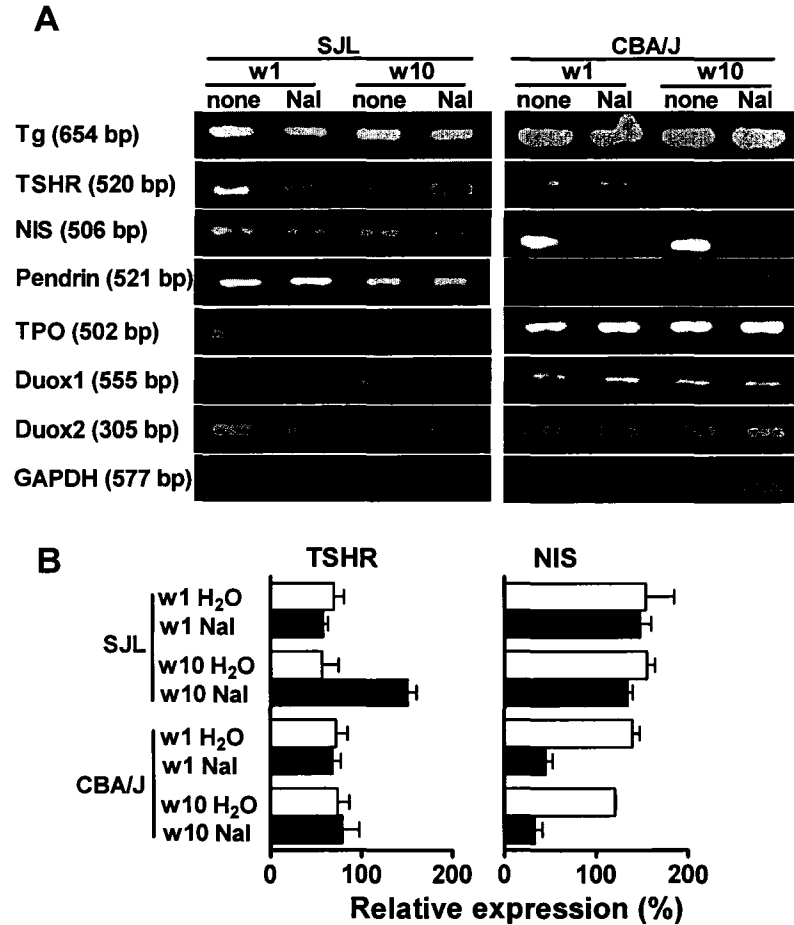 A
SJL CBA/J
w1 w10 w1 w10
none NaI none NaI none NaI none NaI
Tg (654 bp)
TSHR (520 bp)
NIS (506 bp)
Pendrin (521 bp)
TPO (502 bp)
Duox1 (555 bp)
Duox2 (305 bp)
GAPDH (577 bp)
B
TSHR NIS
SJL
w1 H₂O
w1 NaI
w10 H₂O
w10 NaI
CBA/J
w1 H₂O
w1 NaI
w10 H₂O
w10 NaI
0 100 200 0 100 200
Relative expression (%)